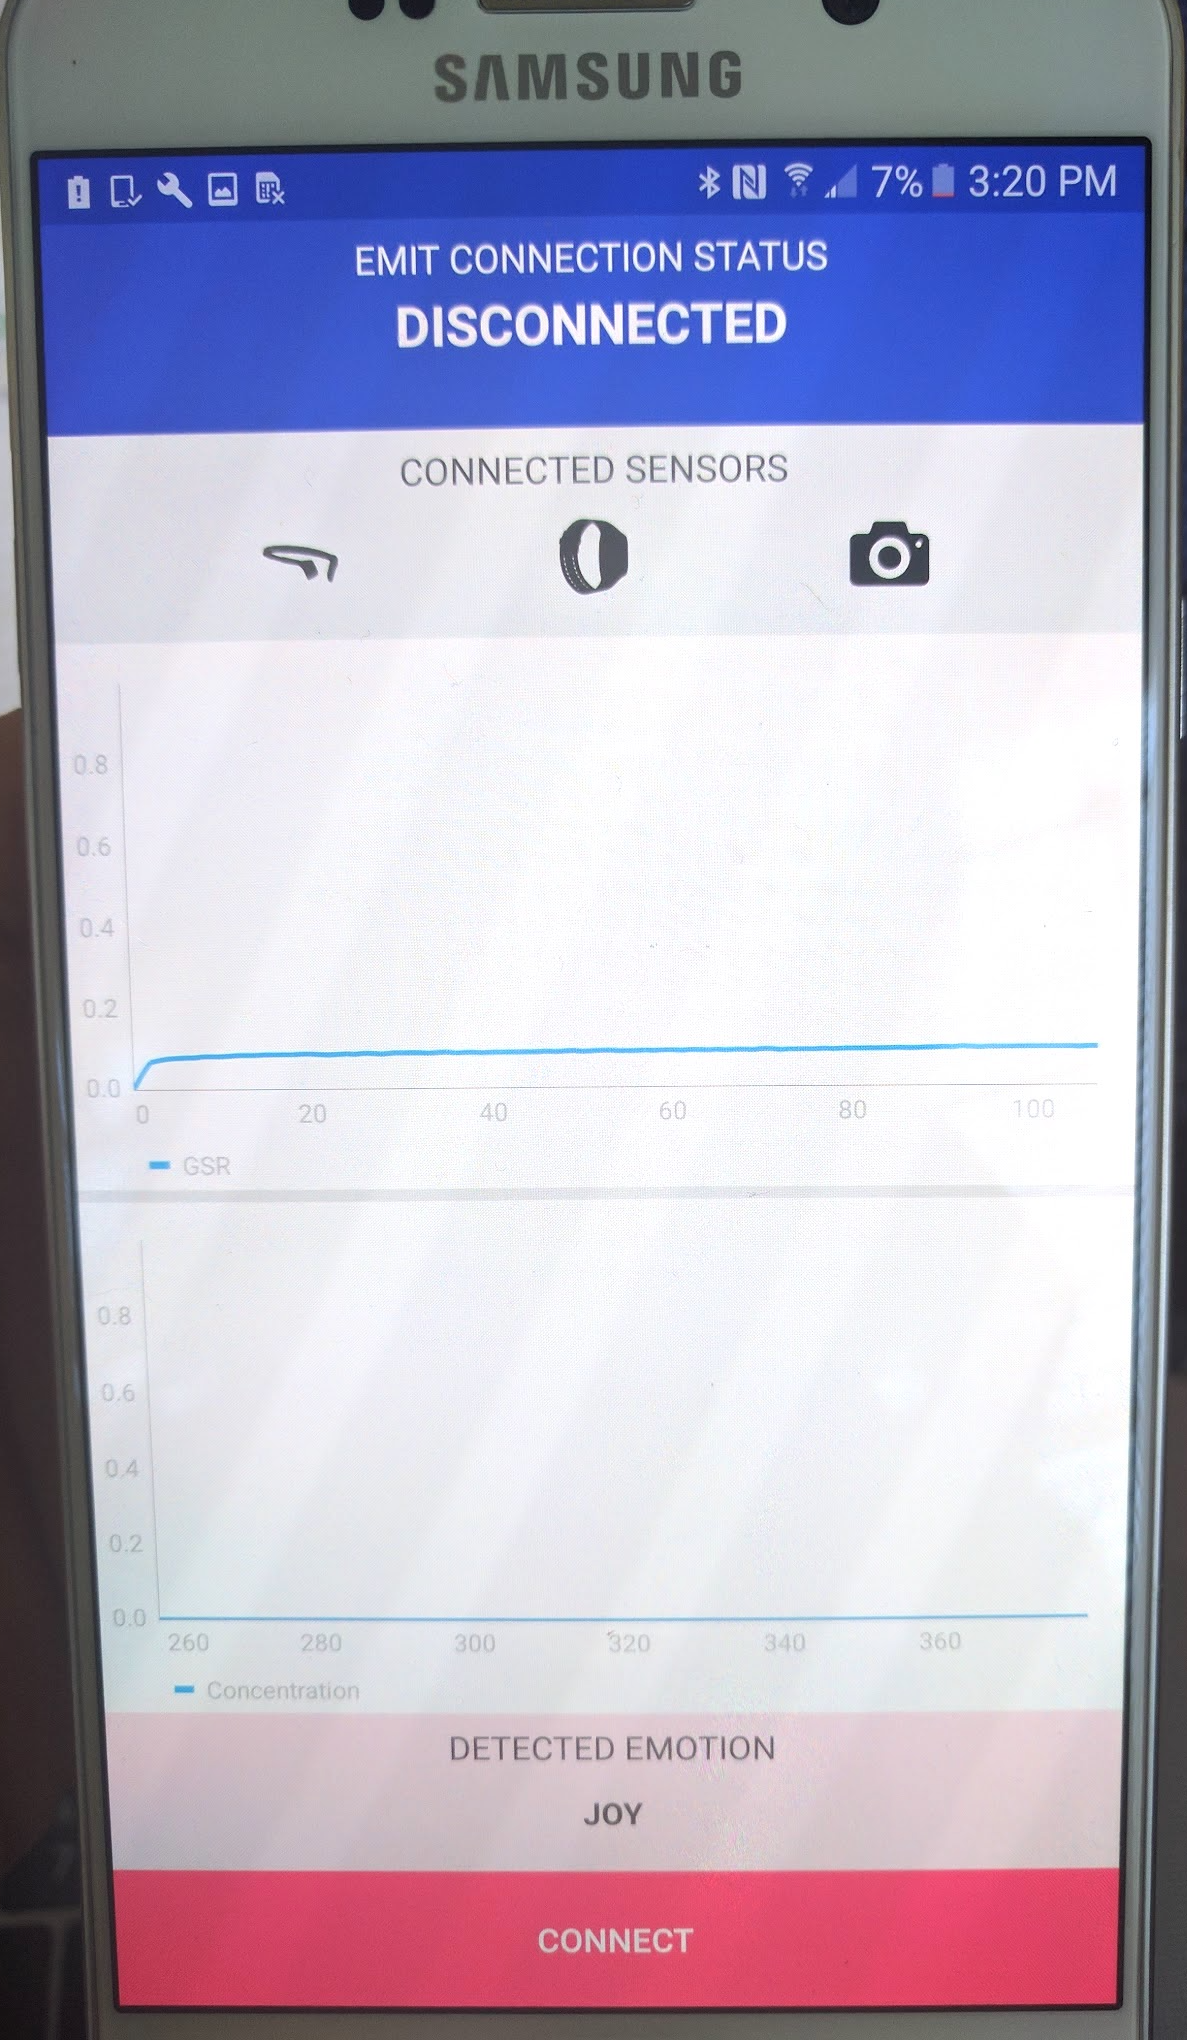 SAMSUNG
7% 3:20 PM
EMIT CONNECTION STATUS
DISCONNECTED
CONNECTED SENSORS
0.8
0.6
0.4
0.2
0.0
0 20 40 60 80 100
GSR
0.8
0.6
0.4
0.2
0.0
260 280 300 320 340 360
Concentration
DETECTED EMOTION
JOY
CONNECT